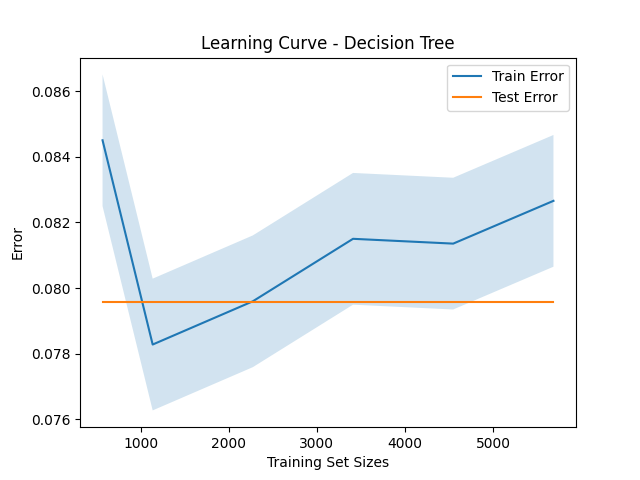 Learning Curve - Decision Tree
Train Error
Test Error
0.086
0.084
0.082
0.080
0.078
0.076
Error
1000 2000 3000 4000 5000
Training Set Sizes